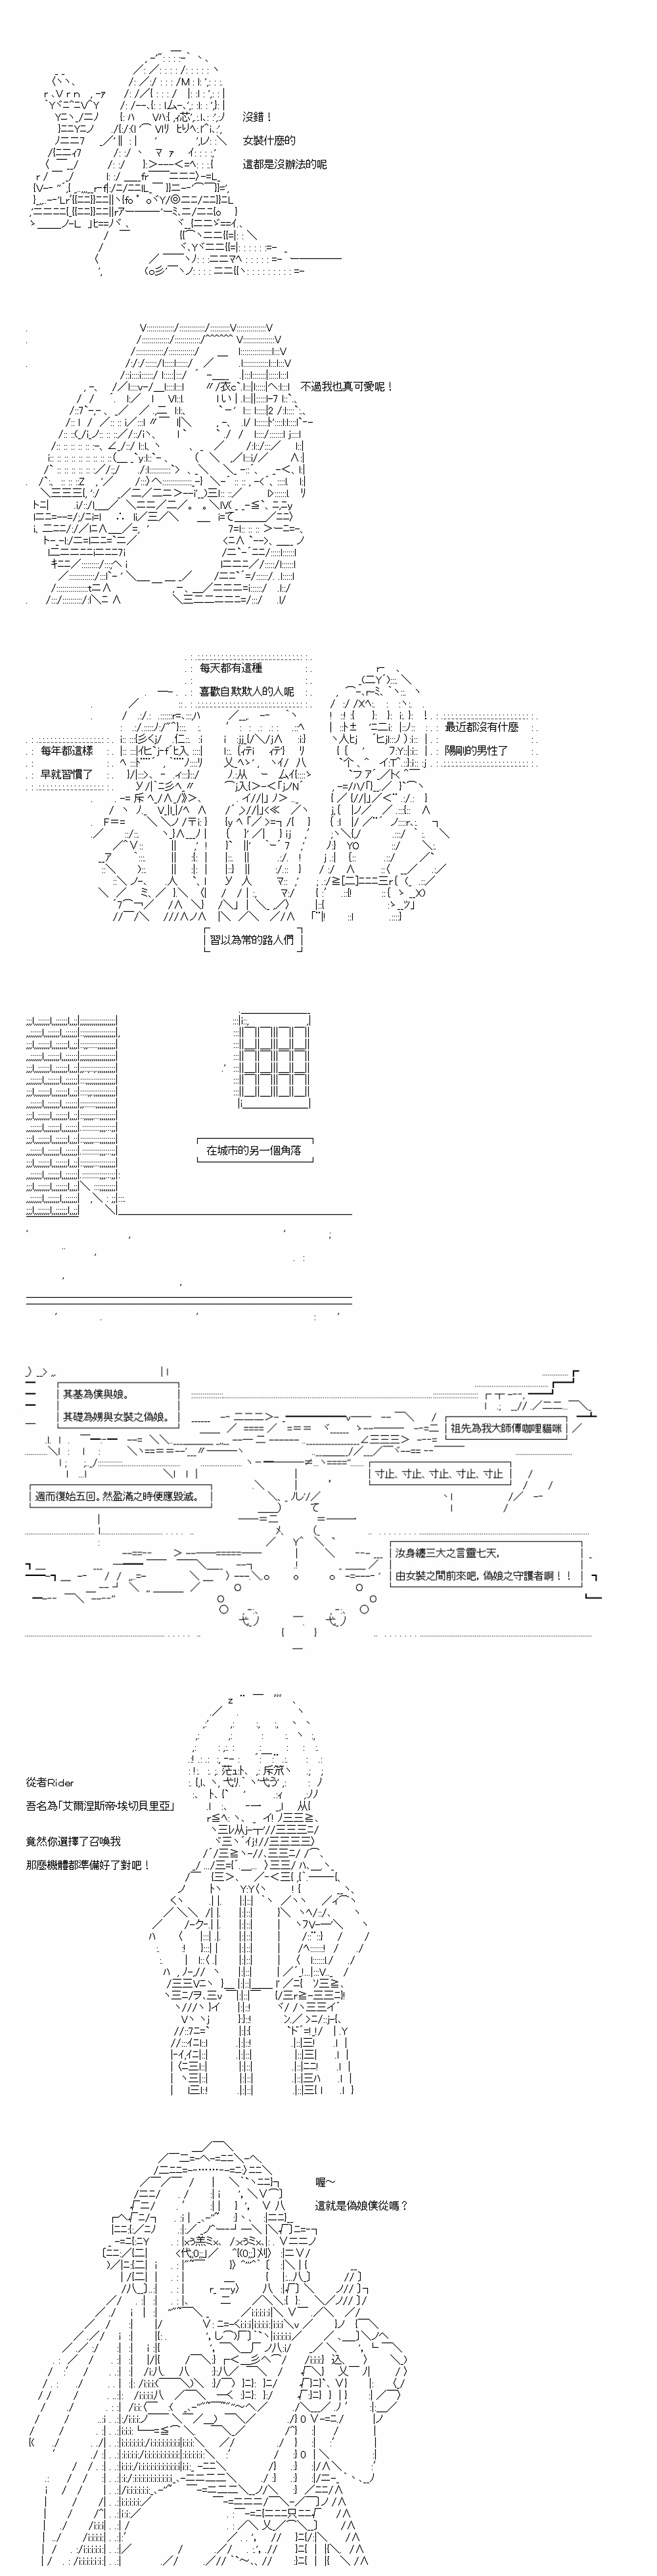 沒錯！
女裝什麼的
這都是沒辦法的呢
不過我也真可愛呢！
每天都有這種
喜歡自欺欺人的人呢
每年都這樣
早就習慣了
最近都沒有什麼
陽剛的男性了
習以為常的路人們
在城市的另一個角落
其基為僕與娘。
其礎為娚與女裝之偽娘。
祖先為我大師傅咖哩貓咪
寸止、寸止、寸止、寸止、寸止
週而復始五回。然盈滿之時便應毀滅。
汝身纏三大之言靈七天，
由女裝之間前來吧，偽娘之守護者啊！！
從者Rider
吾名為「艾爾涅斯帝·埃切貝里亞」
竟然你選擇了召喚我
那麼機體都準備好了對吧！
喔～
這就是偽娘僕從嗎？